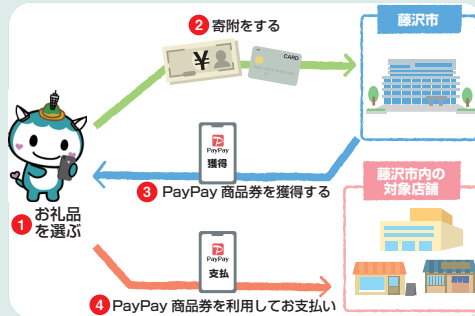 2 寄附をする
藤沢市
¥
CARD
PayPay
獲得
3 PayPay 商品券を獲得する
1 お礼品
を選ぶ
藤沢市内の
対象店舗
PayPay
支払
4 PayPay 商品券を利用してお支払い